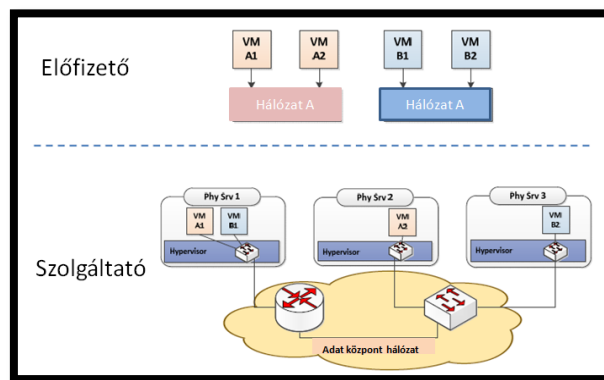 Előfizető
VM
A1
VM
A2
VM
B1
VM
B2
Hálózat A
Hálózat A
Szolgáltató
Phy Srv 1
VM
A1
VM
B1
Hypervisor
Phy Srv 2
VM
A2
Hypervisor
Phy Srv 3
VM
B2
Hypervisor
Adat központ hálózat